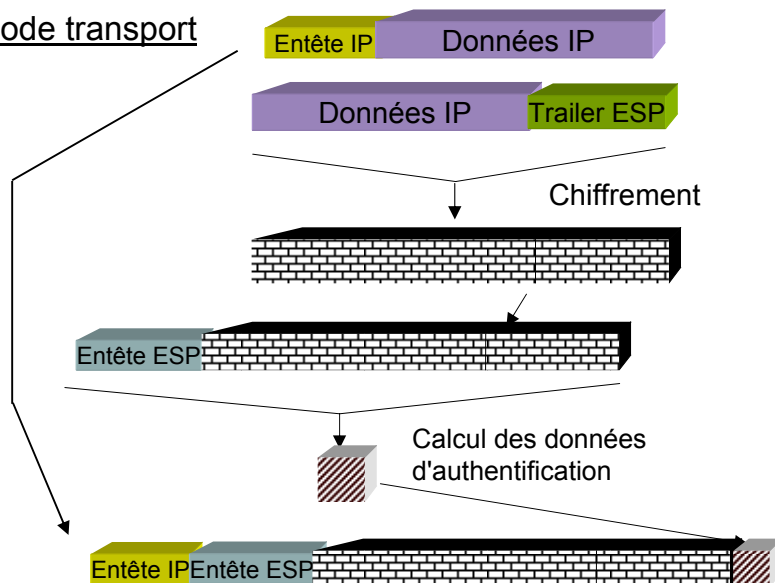 ode transport
Entête IP Données IP
Données IP Trailer ESP
Chiffrement
Entête ESP
Calcul des données
d'authentification
Entête IP Entête ESP